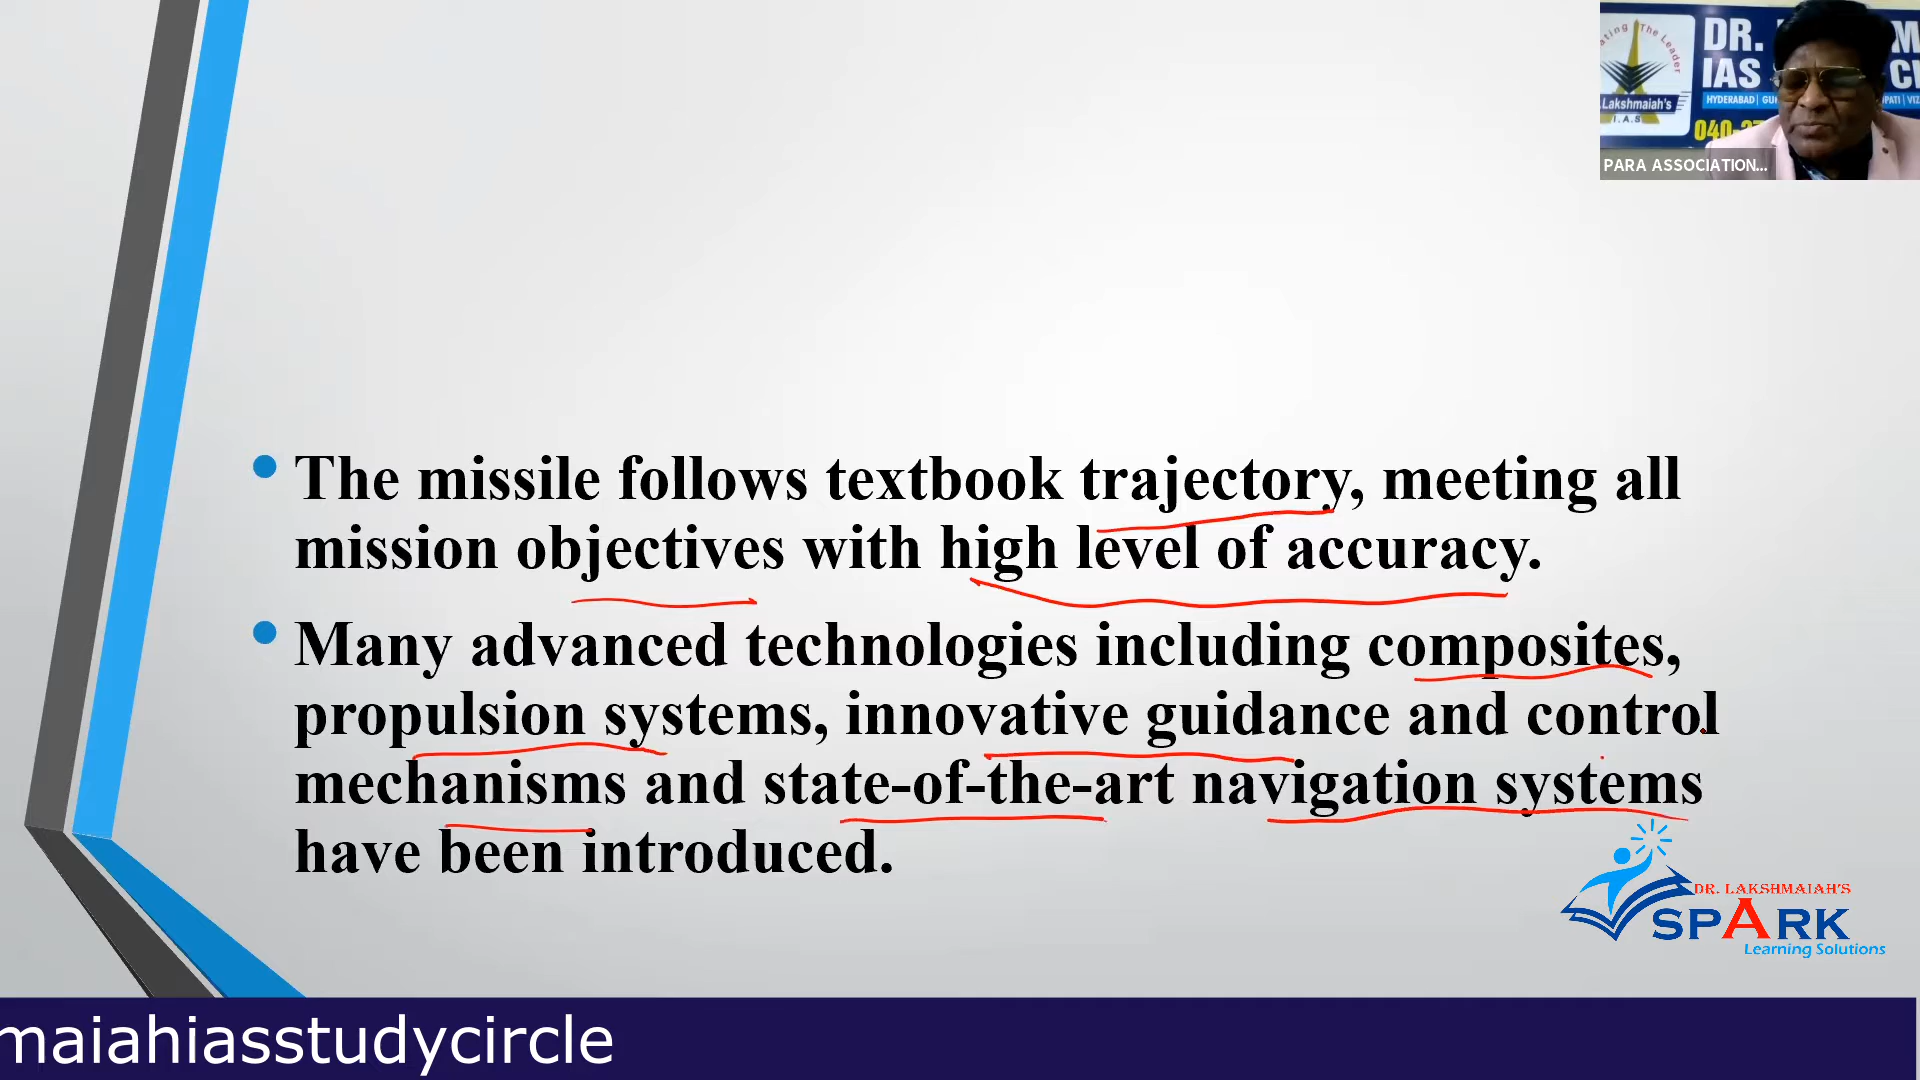 DR.
IAS
HYDERABAD
Lakshmaiah's
I.A.S
PARA ASSOCIATION...
• The missile follows textbook trajectory, meeting all
mission objectives with high level of accuracy.
• Many advanced technologies including composites,
propulsion systems, innovative guidance and control
mechanisms and state-of-the-art navigation systems
have been introduced.
DR. LAKSHMAIAH'S
SPARK
Learning Solutions
maiahiasstudycircle